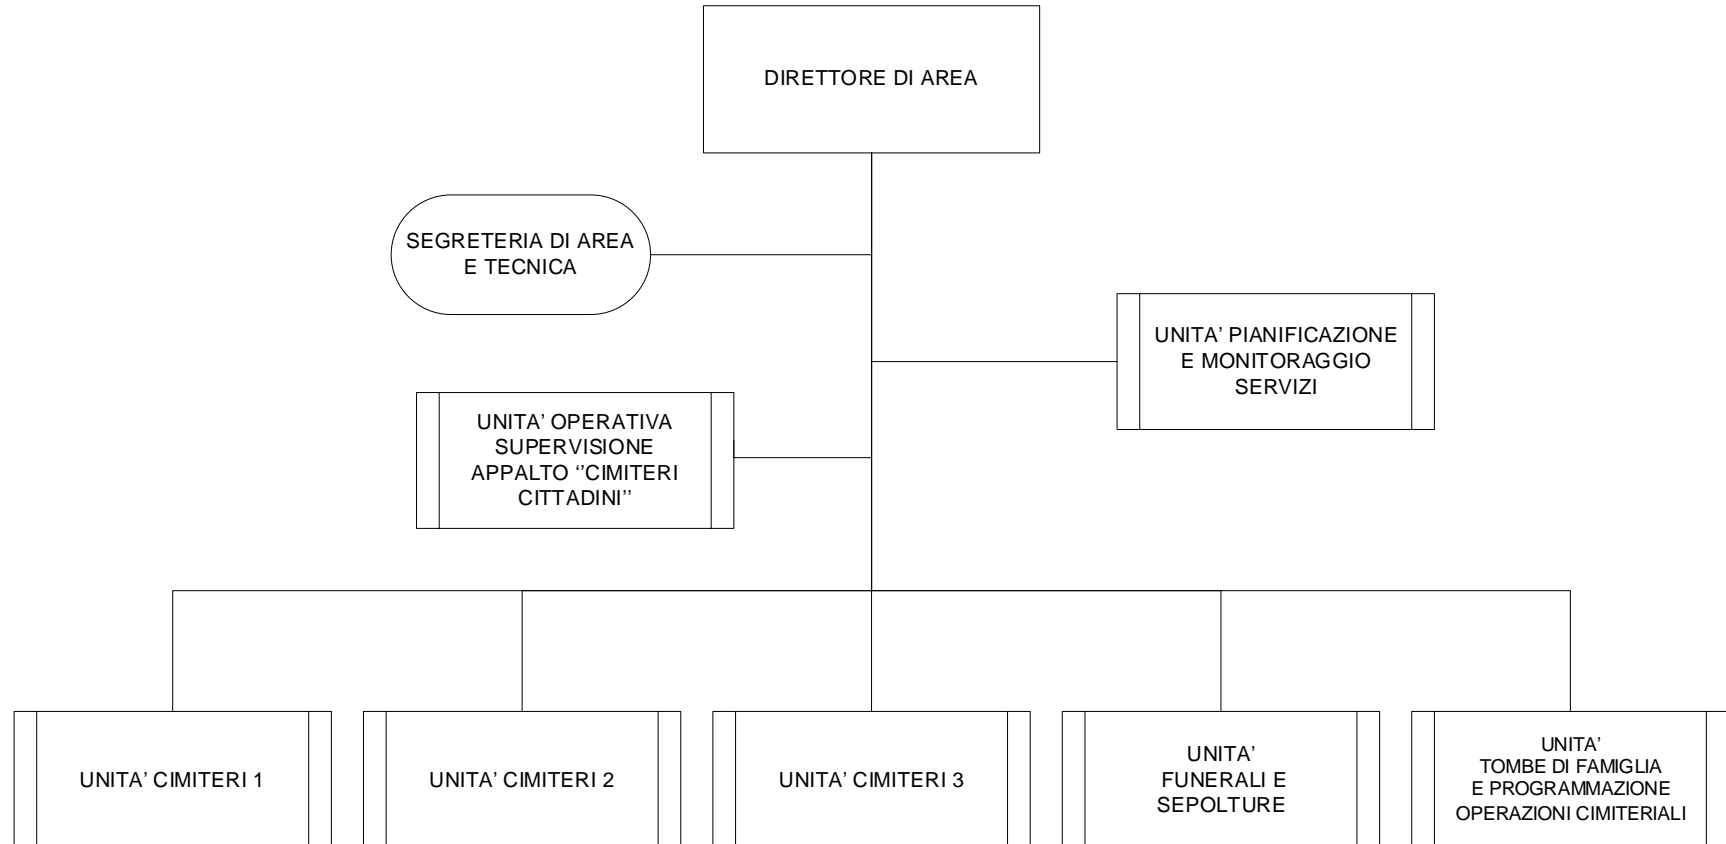 DIRETTORE DI AREA
SEGRETERIA DI AREA
E TECNICA
UNITA’ PIANIFICAZIONE
E MONITORAGGIO
SERVIZI
UNITA’ OPERATIVA
SUPERVISIONE
APPALTO ‘’CIMITERI
CITTADINI’’
UNITA’ CIMITERI 1
UNITA’ CIMITERI 2
UNITA’ CIMITERI 3
UNITA’
FUNERALI E
SEPOLTURE
UNITA’
TOMBE DI FAMIGLIA
E PROGRAMMAZIONE
OPERAZIONI CIMITERIALI